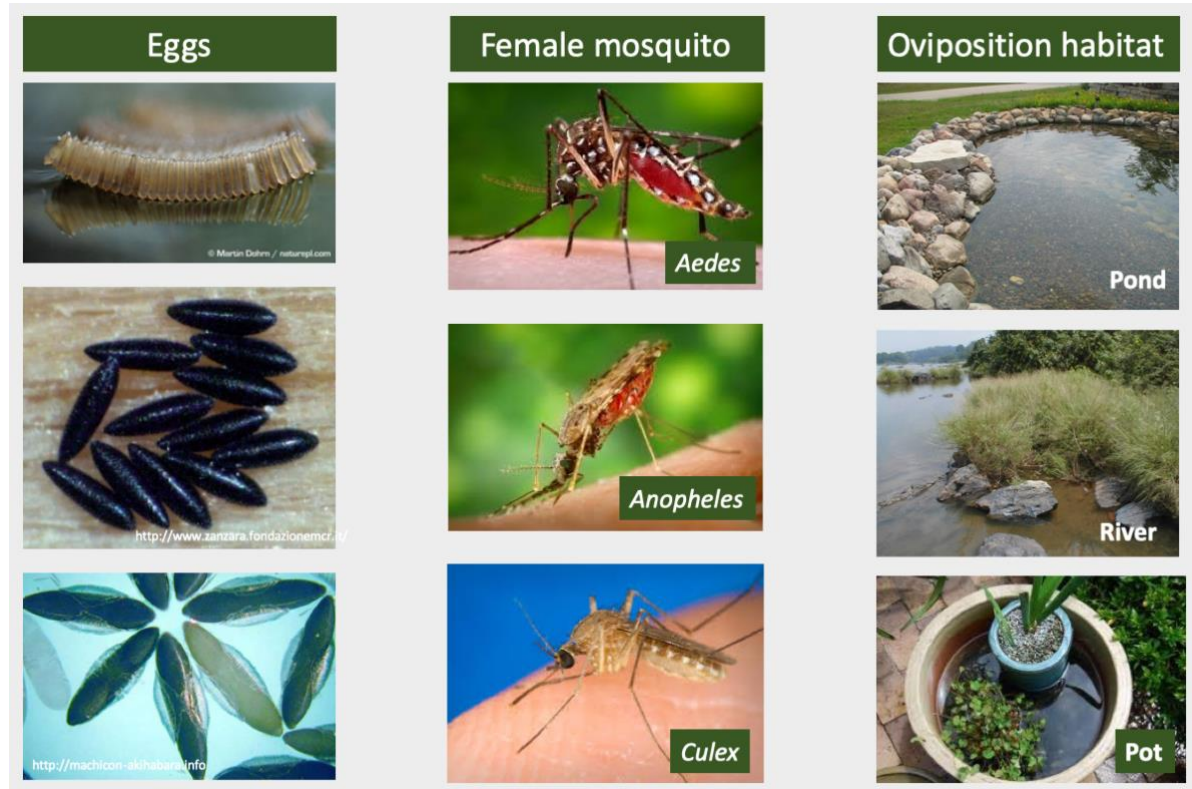 Eggs
Female mosquito
Oviposition habitat
© Martin Dohrn / naturepl.com
Aedes
Pond
http://www.zanzara.fondazionemcr.it/
Anopheles
River
http://machicon-akihabara.info
Culex
Pot